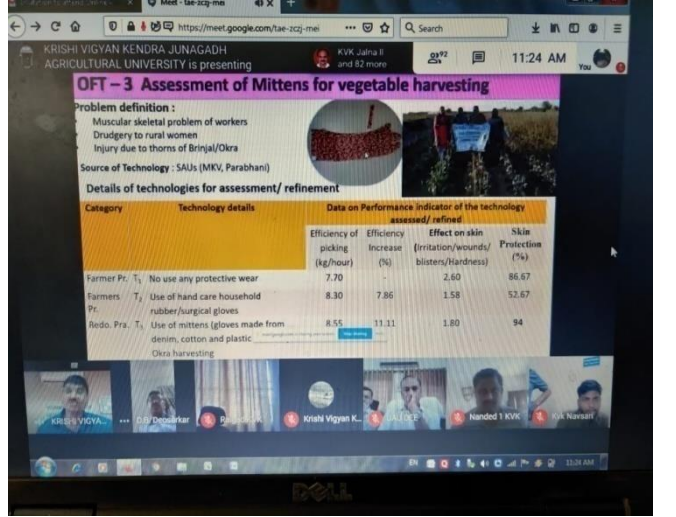 Meet - tae-zczj-mei
https://meet.google.com/tae-zczj-mei
Search
KRISHI VIGYAN KENDRA JUNAGADH
AGRICULTURAL UNIVERSITY is presenting
KVK Jalna II
and 82 more
92
11:24 AM
You
OFT – 3 Assessment of Mittens for vegetable harvesting
Problem definition :
Muscular skeletal problem of workers
Drudgery to rural women
Injury due to thorns of Brinjal/Okra
Source of Technology : SAUs (MKV, Parabhani)
Details of technologies for assessment/ refinement
Category Technology details Data on Performance indicator of the technology
assessed/ refined
Efficiency of Efficiency Effect on skin Skin
picking Increase (Irritation/wounds/ Protection
(kg/hour) (%) blisters/Hardness) (%)
Farmer Pr. T1 No use any protective wear 7.70 - 2.60 86.67
Farmers T2 Use of hand care household 8.30 7.86 1.58 52.67
Pr. rubber/surgical gloves
Redo. Pra. T3 Use of mittens (gloves made from 8.55 11.11 1.80 94
denim, cotton and plastic
Okra harvesting
KRISHI VIGYA... Krishi Vigyan K... Nanded 1 KVK Kvk Navsari
EN 11:24 AM
DELL